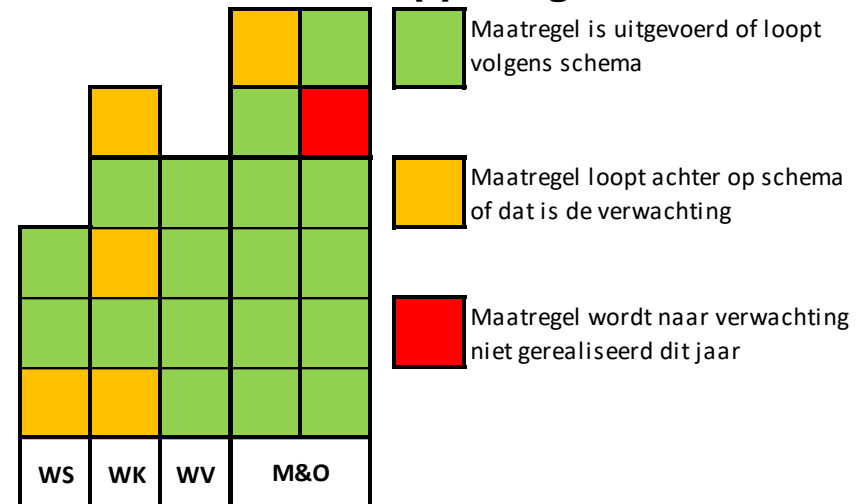 Maatregel is uitgevoerd of loopt
volgens schema
Maatregel loopt achter op schema
of dat is de verwachting
Maatregel wordt naar verwachting
niet gerealiseerd dit jaar
WS WK WV M&O